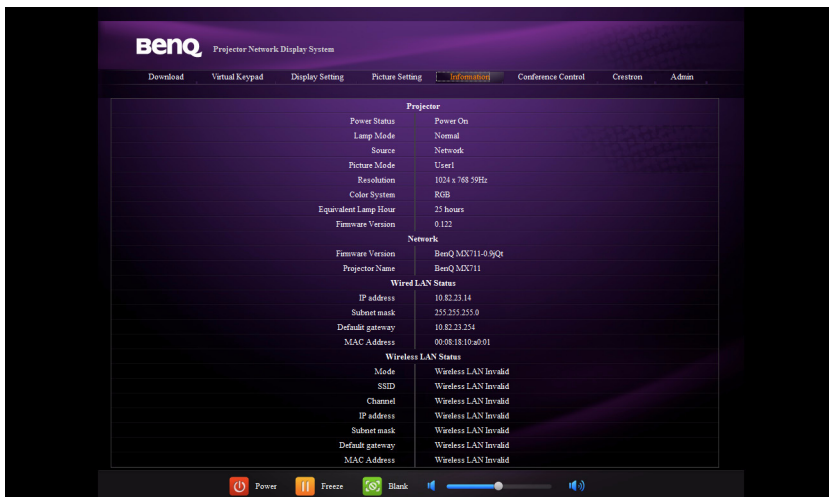 BenQ Projector Network Display System
Download Virtual Keypad Display Setting Picture Setting Information Conference Control Crestron Admin
Projector
Power Status Power On
Lamp Mode Normal
Source Network
Picture Mode User1
Resolution 1024 x 768 59Hz
Color System RGB
Equivalent Lamp Hour 25 hours
Firmware Version 0.122
Network
Firmware Version BenQ MX711-0.9jQt
Projector Name BenQ MX711
Wired LAN Status
IP address 10.82.23.14
Subnet mask 255.255.255.0
Defaulit gateway 10.82.23.254
MAC Address 00:08:18:10:a0:01
Wireless LAN Status
Mode Wireless LAN Invalid
SSID Wireless LAN Invalid
Channel Wireless LAN Invalid
IP address Wireless LAN Invalid
Subnet mask Wireless LAN Invalid
Default gateway Wireless LAN Invalid
MAC Address Wireless LAN Invalid
Power Freeze Blank